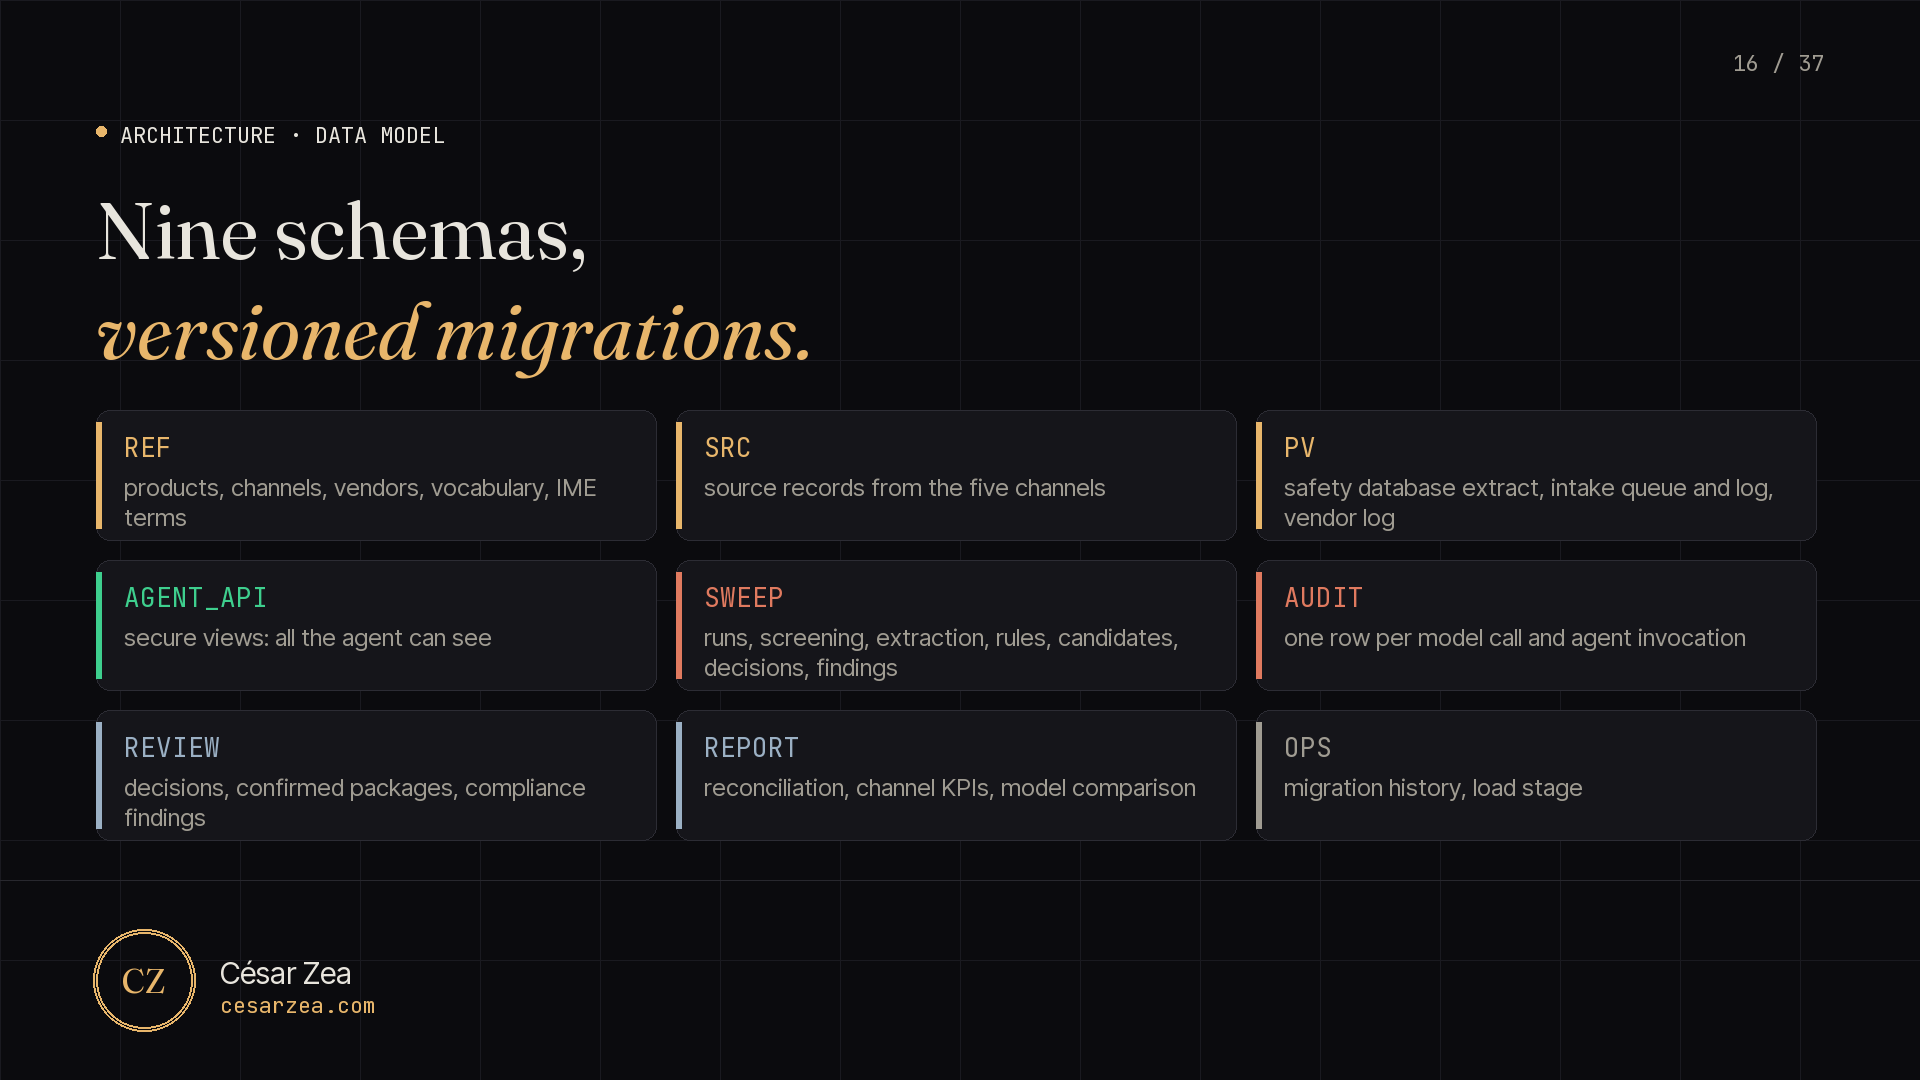 16 / 37
ARCHITECTURE · DATA MODEL
Nine schemas,
versioned migrations.
REF
products, channels, vendors, vocabulary, IME
terms
SRC
source records from the five channels
PV
safety database extract, intake queue and log,
vendor log
AGENT_API
secure views: all the agent can see
SWEEP
runs, screening, extraction, rules, candidates,
decisions, findings
AUDIT
one row per model call and agent invocation
REVIEW
decisions, confirmed packages, compliance
findings
REPORT
reconciliation, channel KPIs, model comparison
OPS
migration history, load stage
CZ
César Zea
cesarzea.com